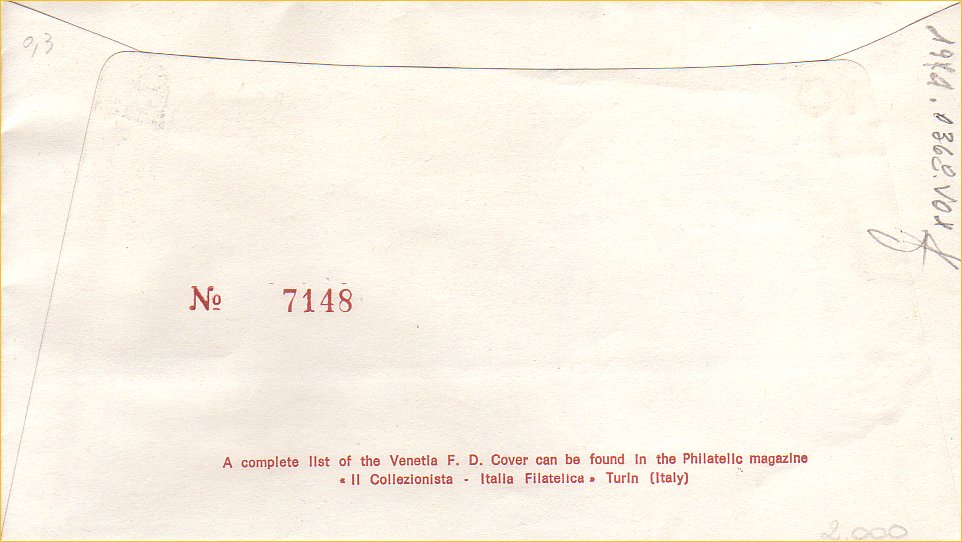 0,3
No 7148
A complete list of the Venetia F. D. Cover can be found in the Philatelic magazine
« Il Collezionista - Italia Filatelica » Turin (Italy)
2.000